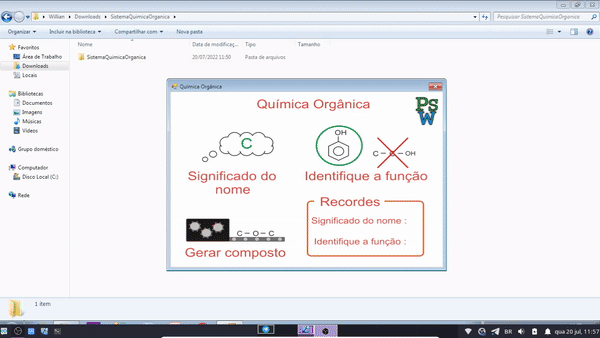 Willian ▸ Downloads ▸ SistemaQuimicaOrganica
Pesquisar SistemaQuimicaOrganica
Organizar Incluir na biblioteca Compartilhar com Nova pasta
Nome Data de modificaç... Tipo Tamanho
SistemaQuimicaOrganica 20/07/2022 11:50 Pasta de arquivos
Favoritos
Área de Trabalho
Downloads
Locais
Bibliotecas
Documentos
Imagens
Músicas
Vídeos
Grupo doméstico
Computador
Disco Local (C:)
Rede
Química Orgânica
Química Orgânica
PSW
C
OH
C - C - OH
Significado do nome
Identifique a função
C - O - C
Gerar composto
Recordes
Significado do nome :
Identifique a função :
1 item
BR
qua 20 jul, 11:57